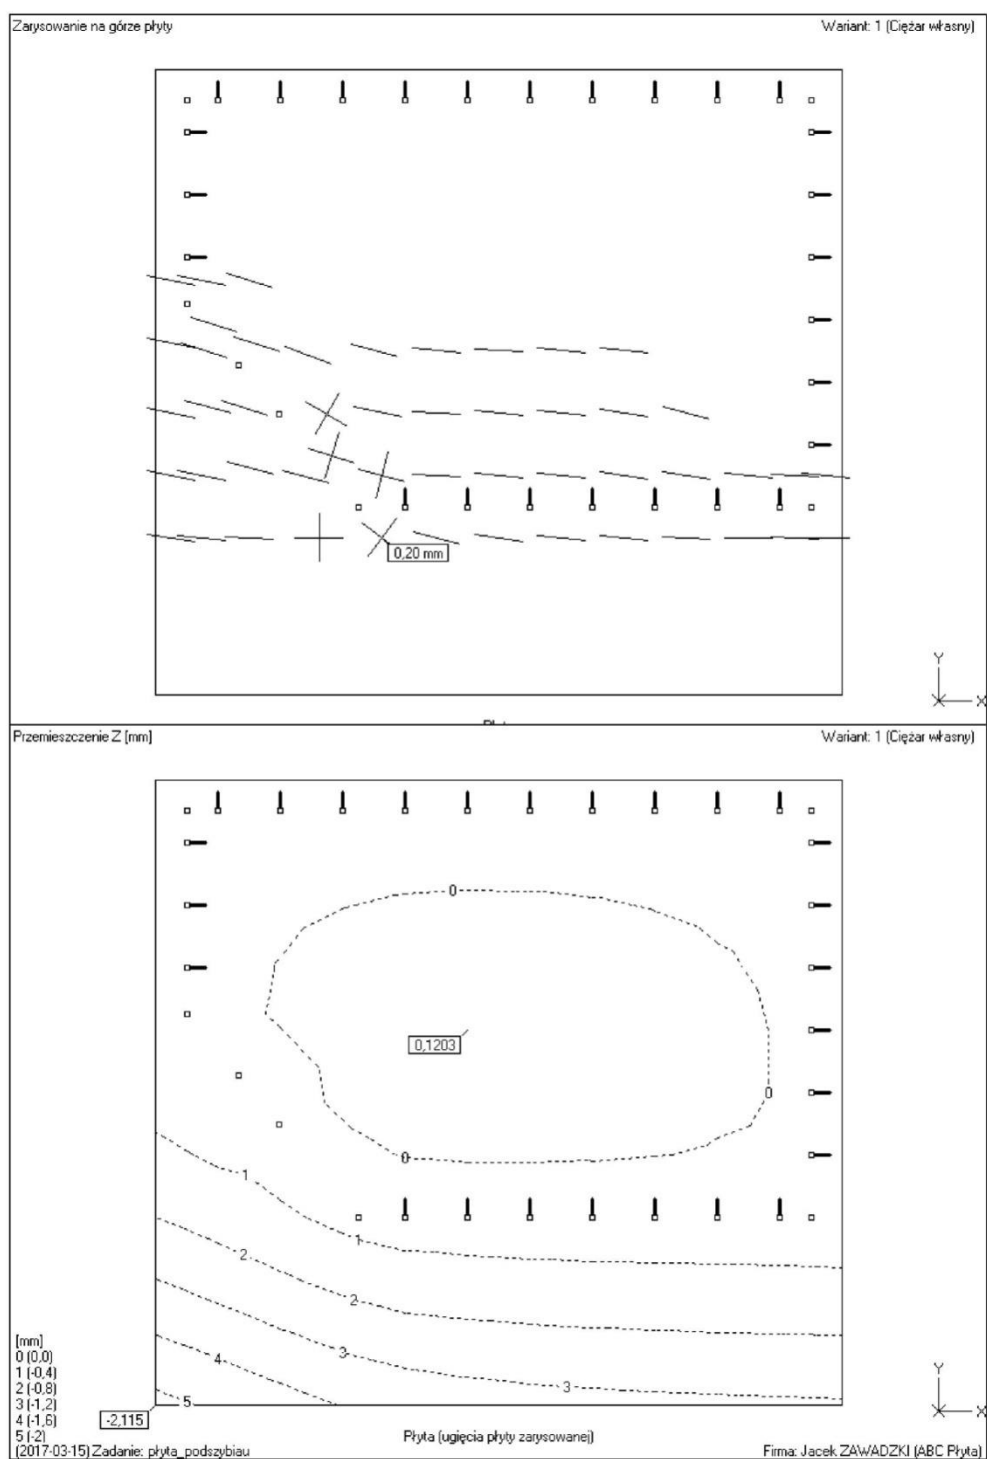 Zarysowanie na górze płyty
Wariant: 1 (Ciężar własny)
0,20 mm
Y
X
Przemieszczenie Z [mm]
Wariant: 1 (Ciężar własny)
0
0,1203
0
0
1
1
2
2
3
3
4
5
[mm]
0 (0,0)
1 (-0,4)
2 (-0,8)
3 (-1,2)
4 (-1,6)
5 (-2)
-2,115
Y
X
Płyta (ugięcia płyty zarysowanej)
(2017-03-15) Zadanie: płyta_podszybiau
Firma: Jacek ZAWADZKI (ABC Płyta)